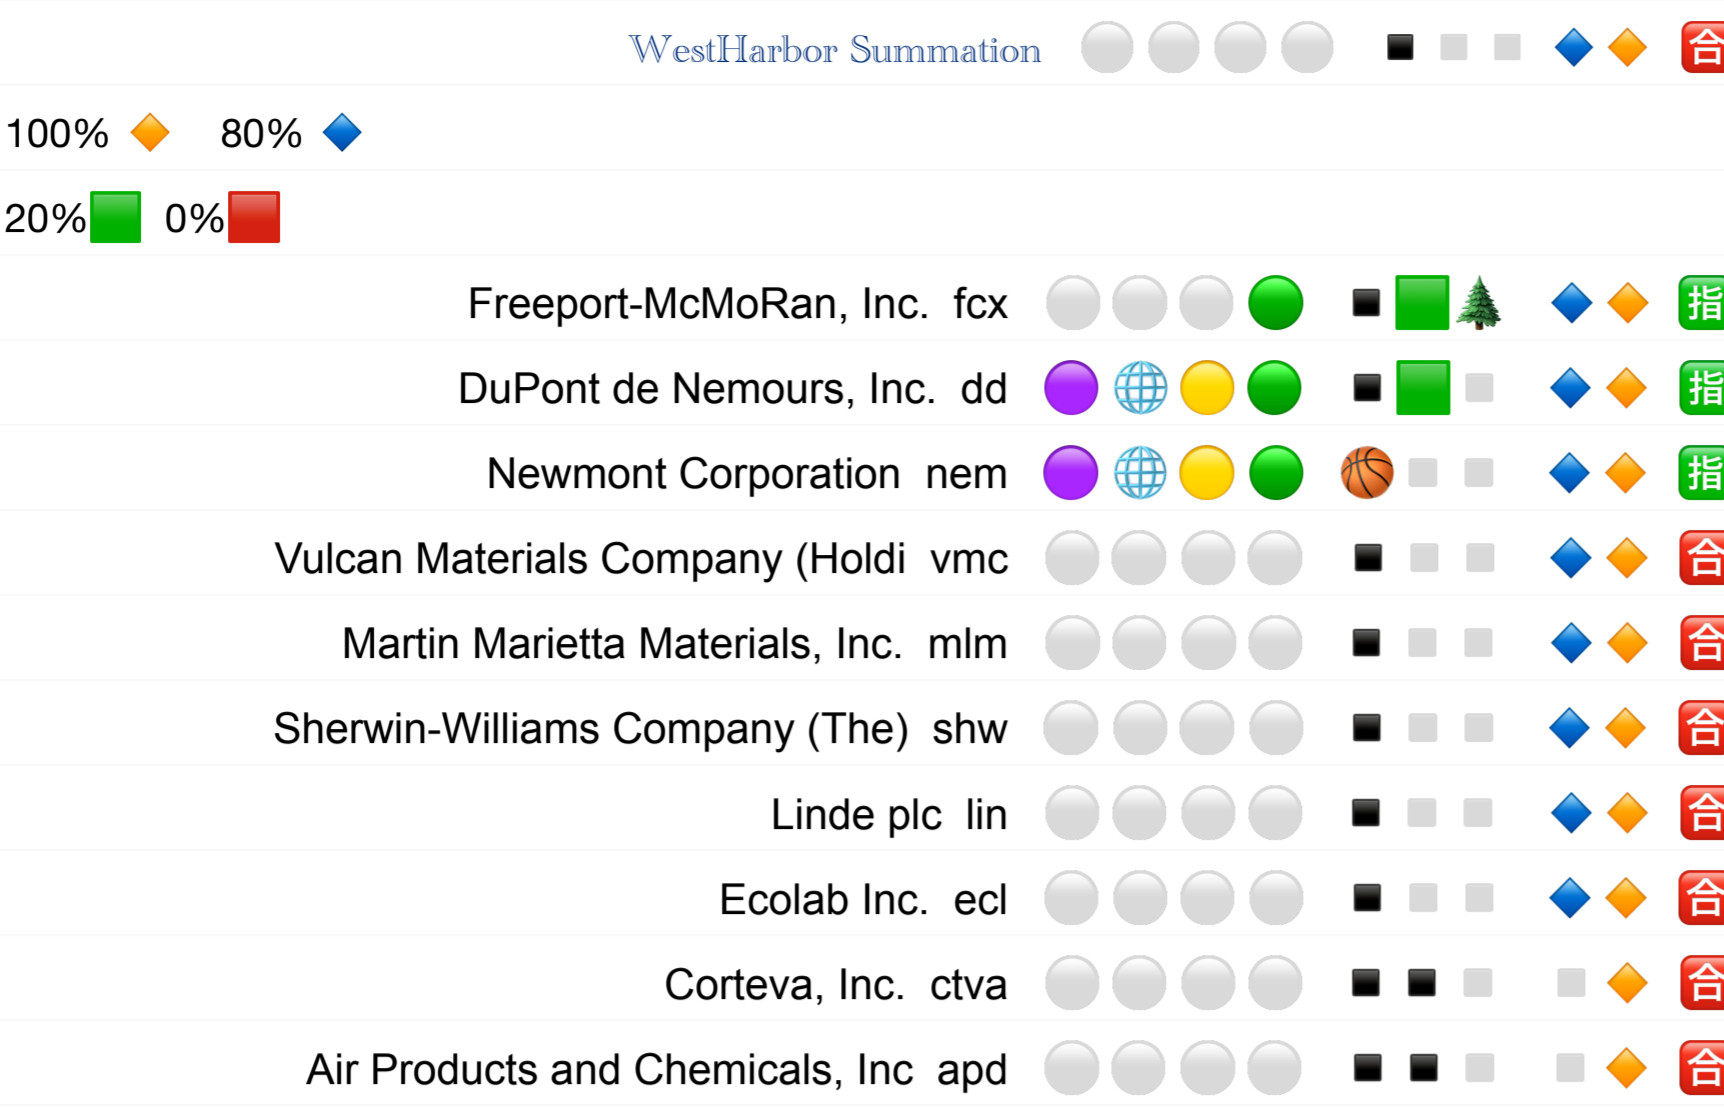 WestHarbor Summation 合
100% 80%
20% 0%
Freeport-McMoRan, Inc. fcx 指
DuPont de Nemours, Inc. dd 指
Newmont Corporation nem 指
Vulcan Materials Company (Holdi vmc 合
Martin Marietta Materials, Inc. mlm 合
Sherwin-Williams Company (The) shw 合
Linde plc lin 合
Ecolab Inc. ecl 合
Corteva, Inc. ctva 合
Air Products and Chemicals, Inc apd 合